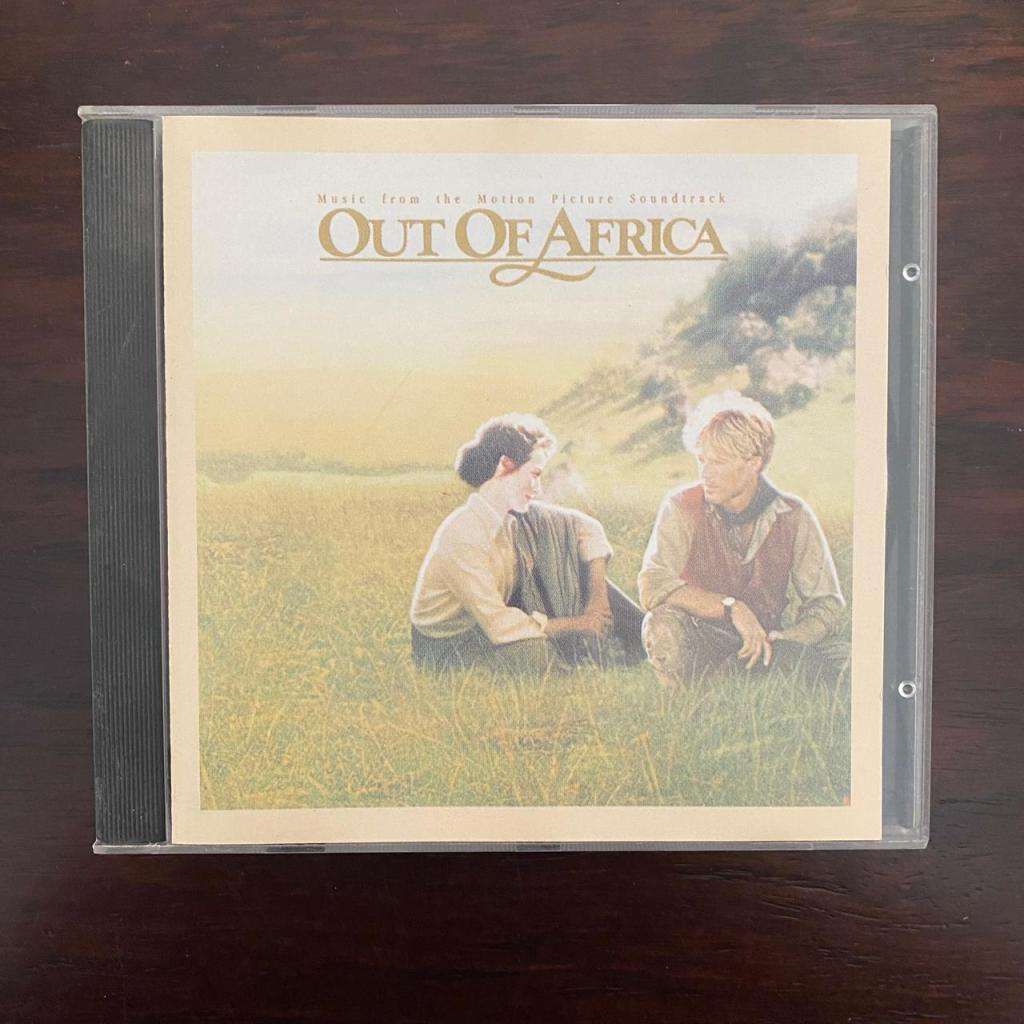 Music from the Motion Picture Soundtrack
OUT OF AFRICA